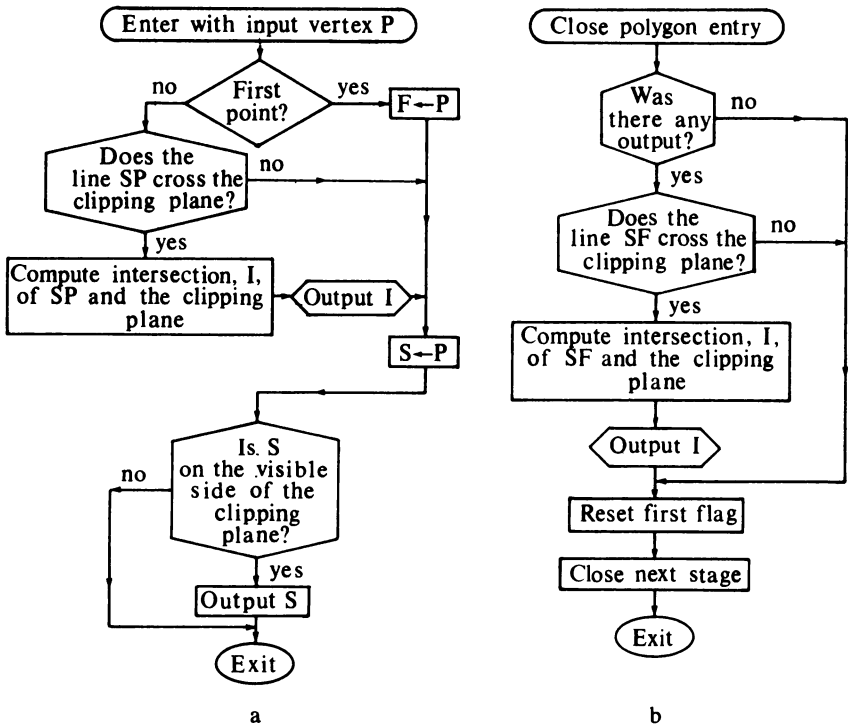 Enter with input vertex P
First
point?
no
yes
F←P
Does the
line SP cross the
clipping plane?
no
yes
Compute intersection, I,
of SP and the clipping
plane
Output I
S←P
Is. S
on the visible
side of the
clipping
plane?
no
yes
Output S
Exit
a
Close polygon entry
Was
there any
output?
no
yes
Does the
line SF cross the
clipping plane?
no
yes
Compute intersection, I,
of SF and the clipping
plane
Output I
Reset first flag
Close next stage
Exit
b